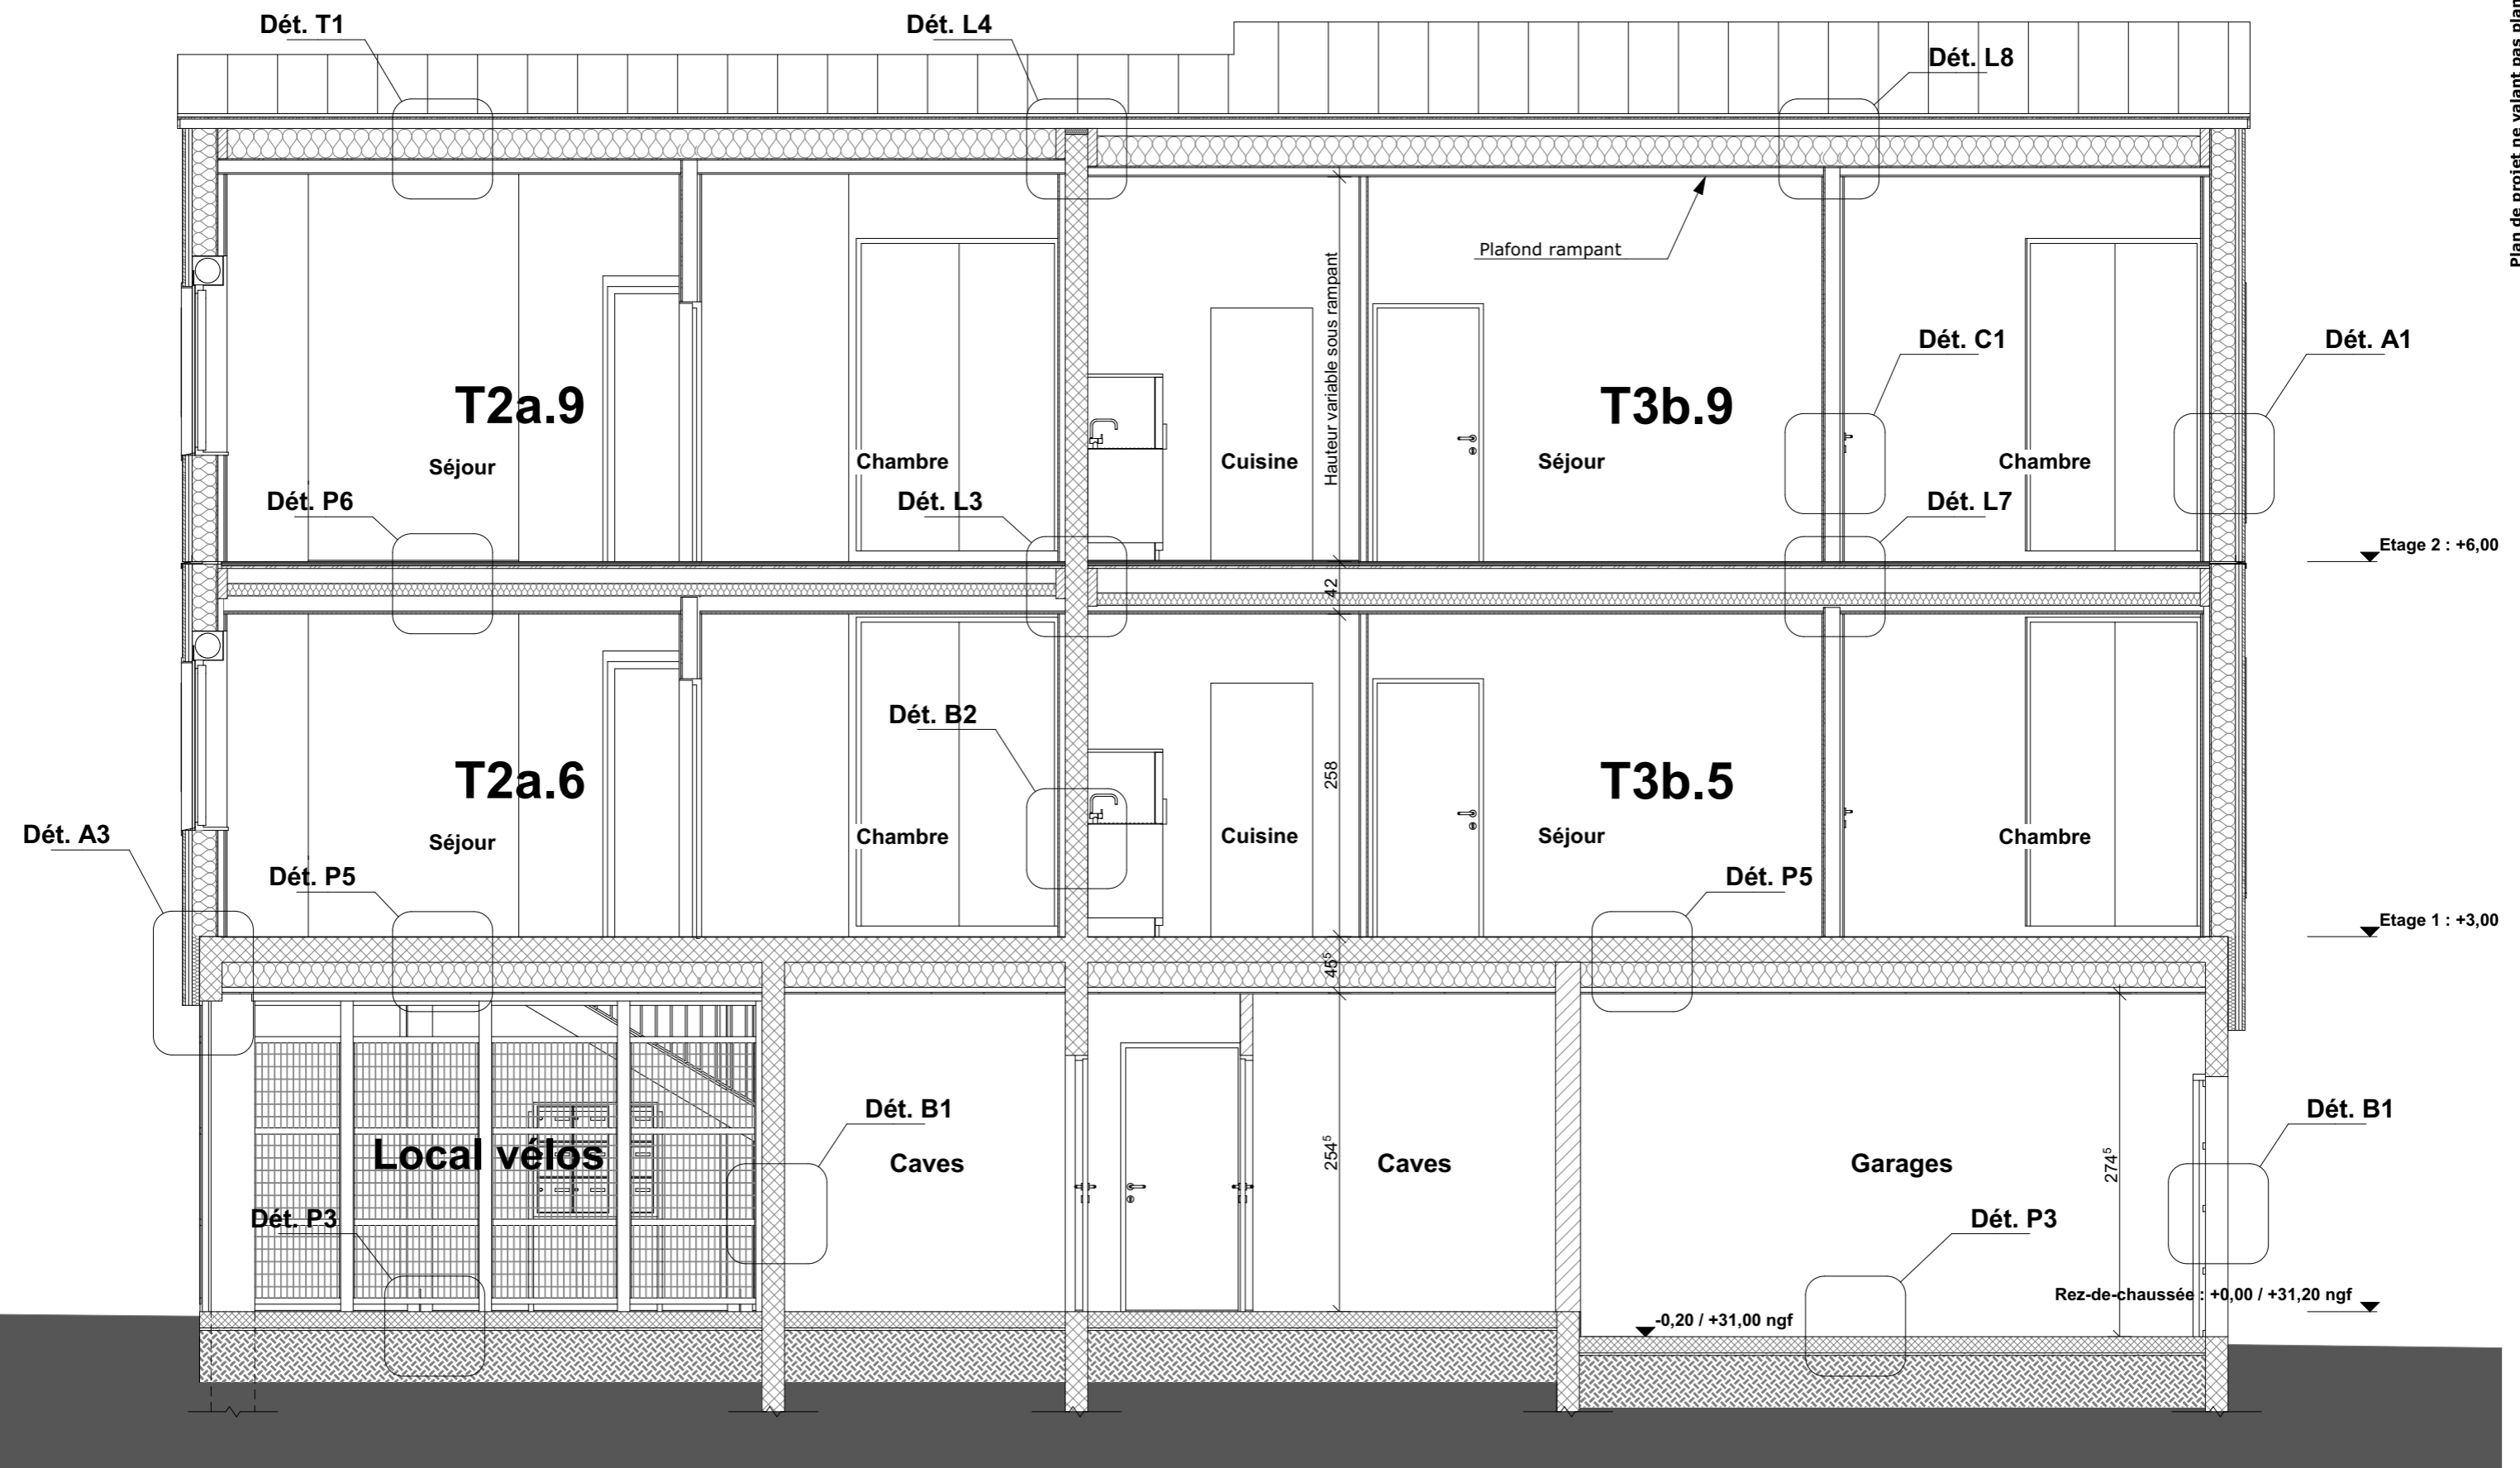 Dét. T1
Dét. L4
Dét. L8
Plan de projet ne valant pas plan
Plafond rampant
Hauteur variable sous rampant
Dét. C1
Dét. A1
T2a.9
T3b.9
Séjour
Chambre
Cuisine
Séjour
Chambre
Dét. P6
Dét. L3
Dét. L7
Etage 2 : +6,00
42
Dét. B2
T2a.6
258
T3b.5
Dét. A3
Séjour
Chambre
Cuisine
Séjour
Chambre
Dét. P5
Dét. P5
Etage 1 : +3,00
45⁵
Dét. B1
Dét. B1
Local vélos
Caves
254⁵
Caves
Garages
274⁵
Dét. P3
Dét. P3
Rez-de-chaussée : +0,00 / +31,20 ngf
-0,20 / +31,00 ngf